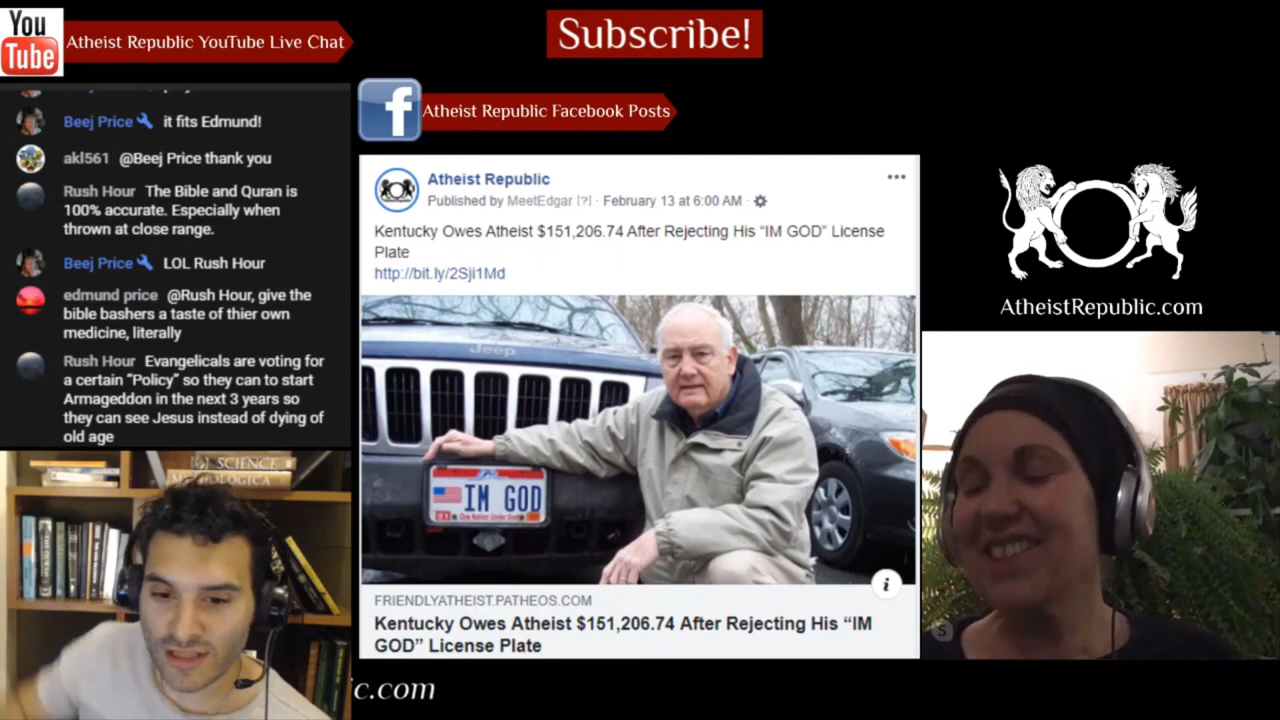 You
Tube
Atheist Republic YouTube Live Chat
Subscribe!
Beej Price it fits Edmund!
akl561 @Beej Price thank you
Rush Hour The Bible and Quran is
100% accurate. Especially when
thrown at close range.
Beej Price LOL Rush Hour
edmund price @Rush Hour, give the
bible bashers a taste of thier own
medicine, literally
Rush Hour Evangelicals are voting for
a certain “Policy” so they can to start
Armageddon in the next 3 years so
they can see Jesus instead of dying of
old age
f
Atheist Republic Facebook Posts
Atheist Republic
Published by MeetEdgar [?] · February 13 at 6:00 AM ·
Kentucky Owes Atheist $151,206.74 After Rejecting His “IM GOD” License
Plate
http://bit.ly/2Sji1Md
Jeep
IM GOD
One Nation Under God
i
FRIENDLYATHEIST.PATHEOS.COM
Kentucky Owes Atheist $151,206.74 After Rejecting His “IM
GOD” License Plate
AtheistRepublic.com
S
SCIENCE
c.com